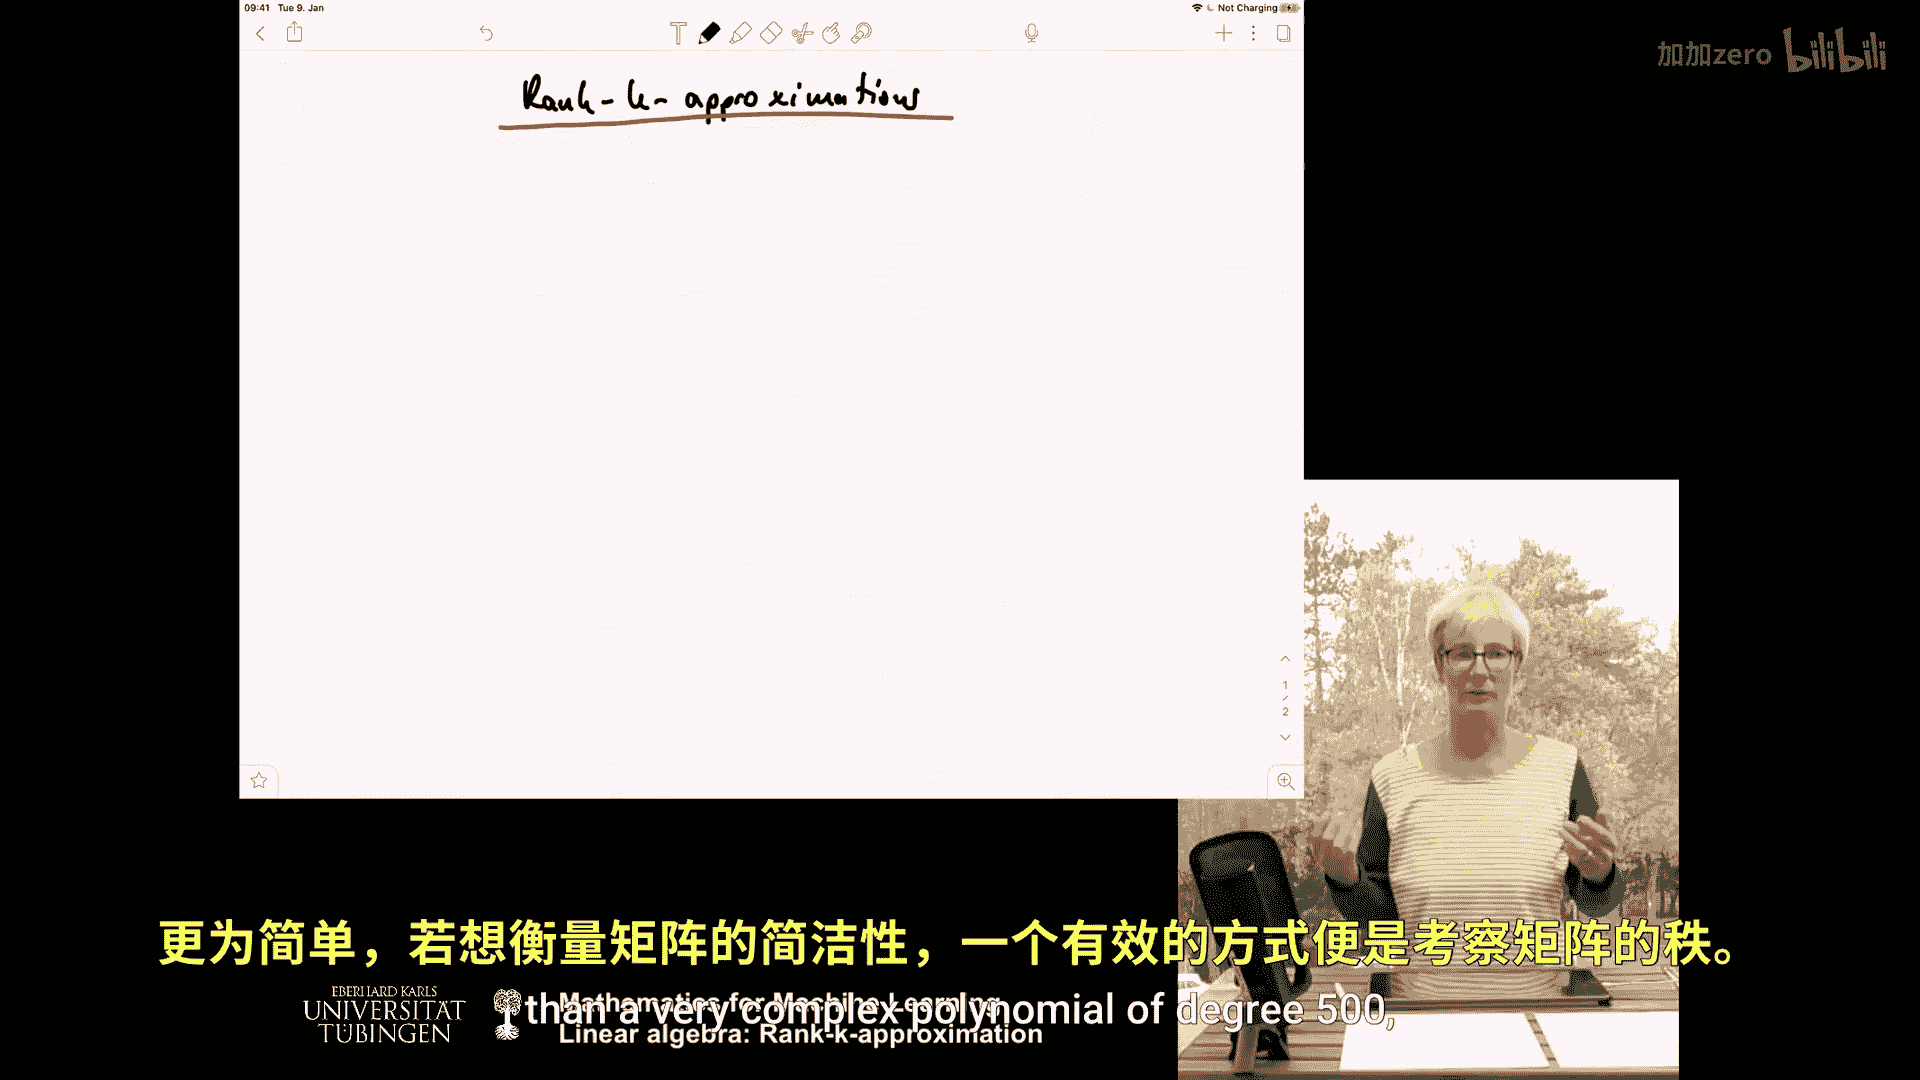 09:41 Tue 9. Jan
Not Charging
加加zero bilibili
Rank-k-approximations
1
/
2
更为简单，若想衡量矩阵的简洁性，一个有效的方式便是考察矩阵的秩。
than a very complex polynomial of degree 500,
EBERHARD KARLS
UNIVERSITÄT
TÜBINGEN
Mathematics for Machine Learning
Linear algebra: Rank-k-approximation